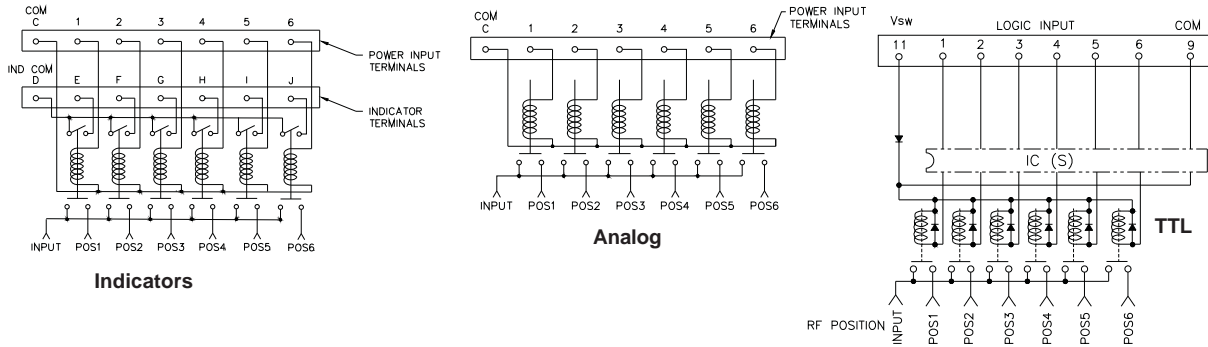 COM
C 1 2 3 4 5 6
POWER INPUT
TERMINALS
IND COM
D E F G H I J
INDICATOR
TERMINALS
INPUT POS1 POS2 POS3 POS4 POS5 POS6
Indicators
POWER INPUT
TERMINALS
COM
C 1 2 3 4 5 6
INPUT POS1 POS2 POS3 POS4 POS5 POS6
Analog
Vsw LOGIC INPUT COM
11 1 2 3 4 5 6 9
IC (S)
TTL
RF POSITION INPUT POS1 POS2 POS3 POS4 POS5 POS6